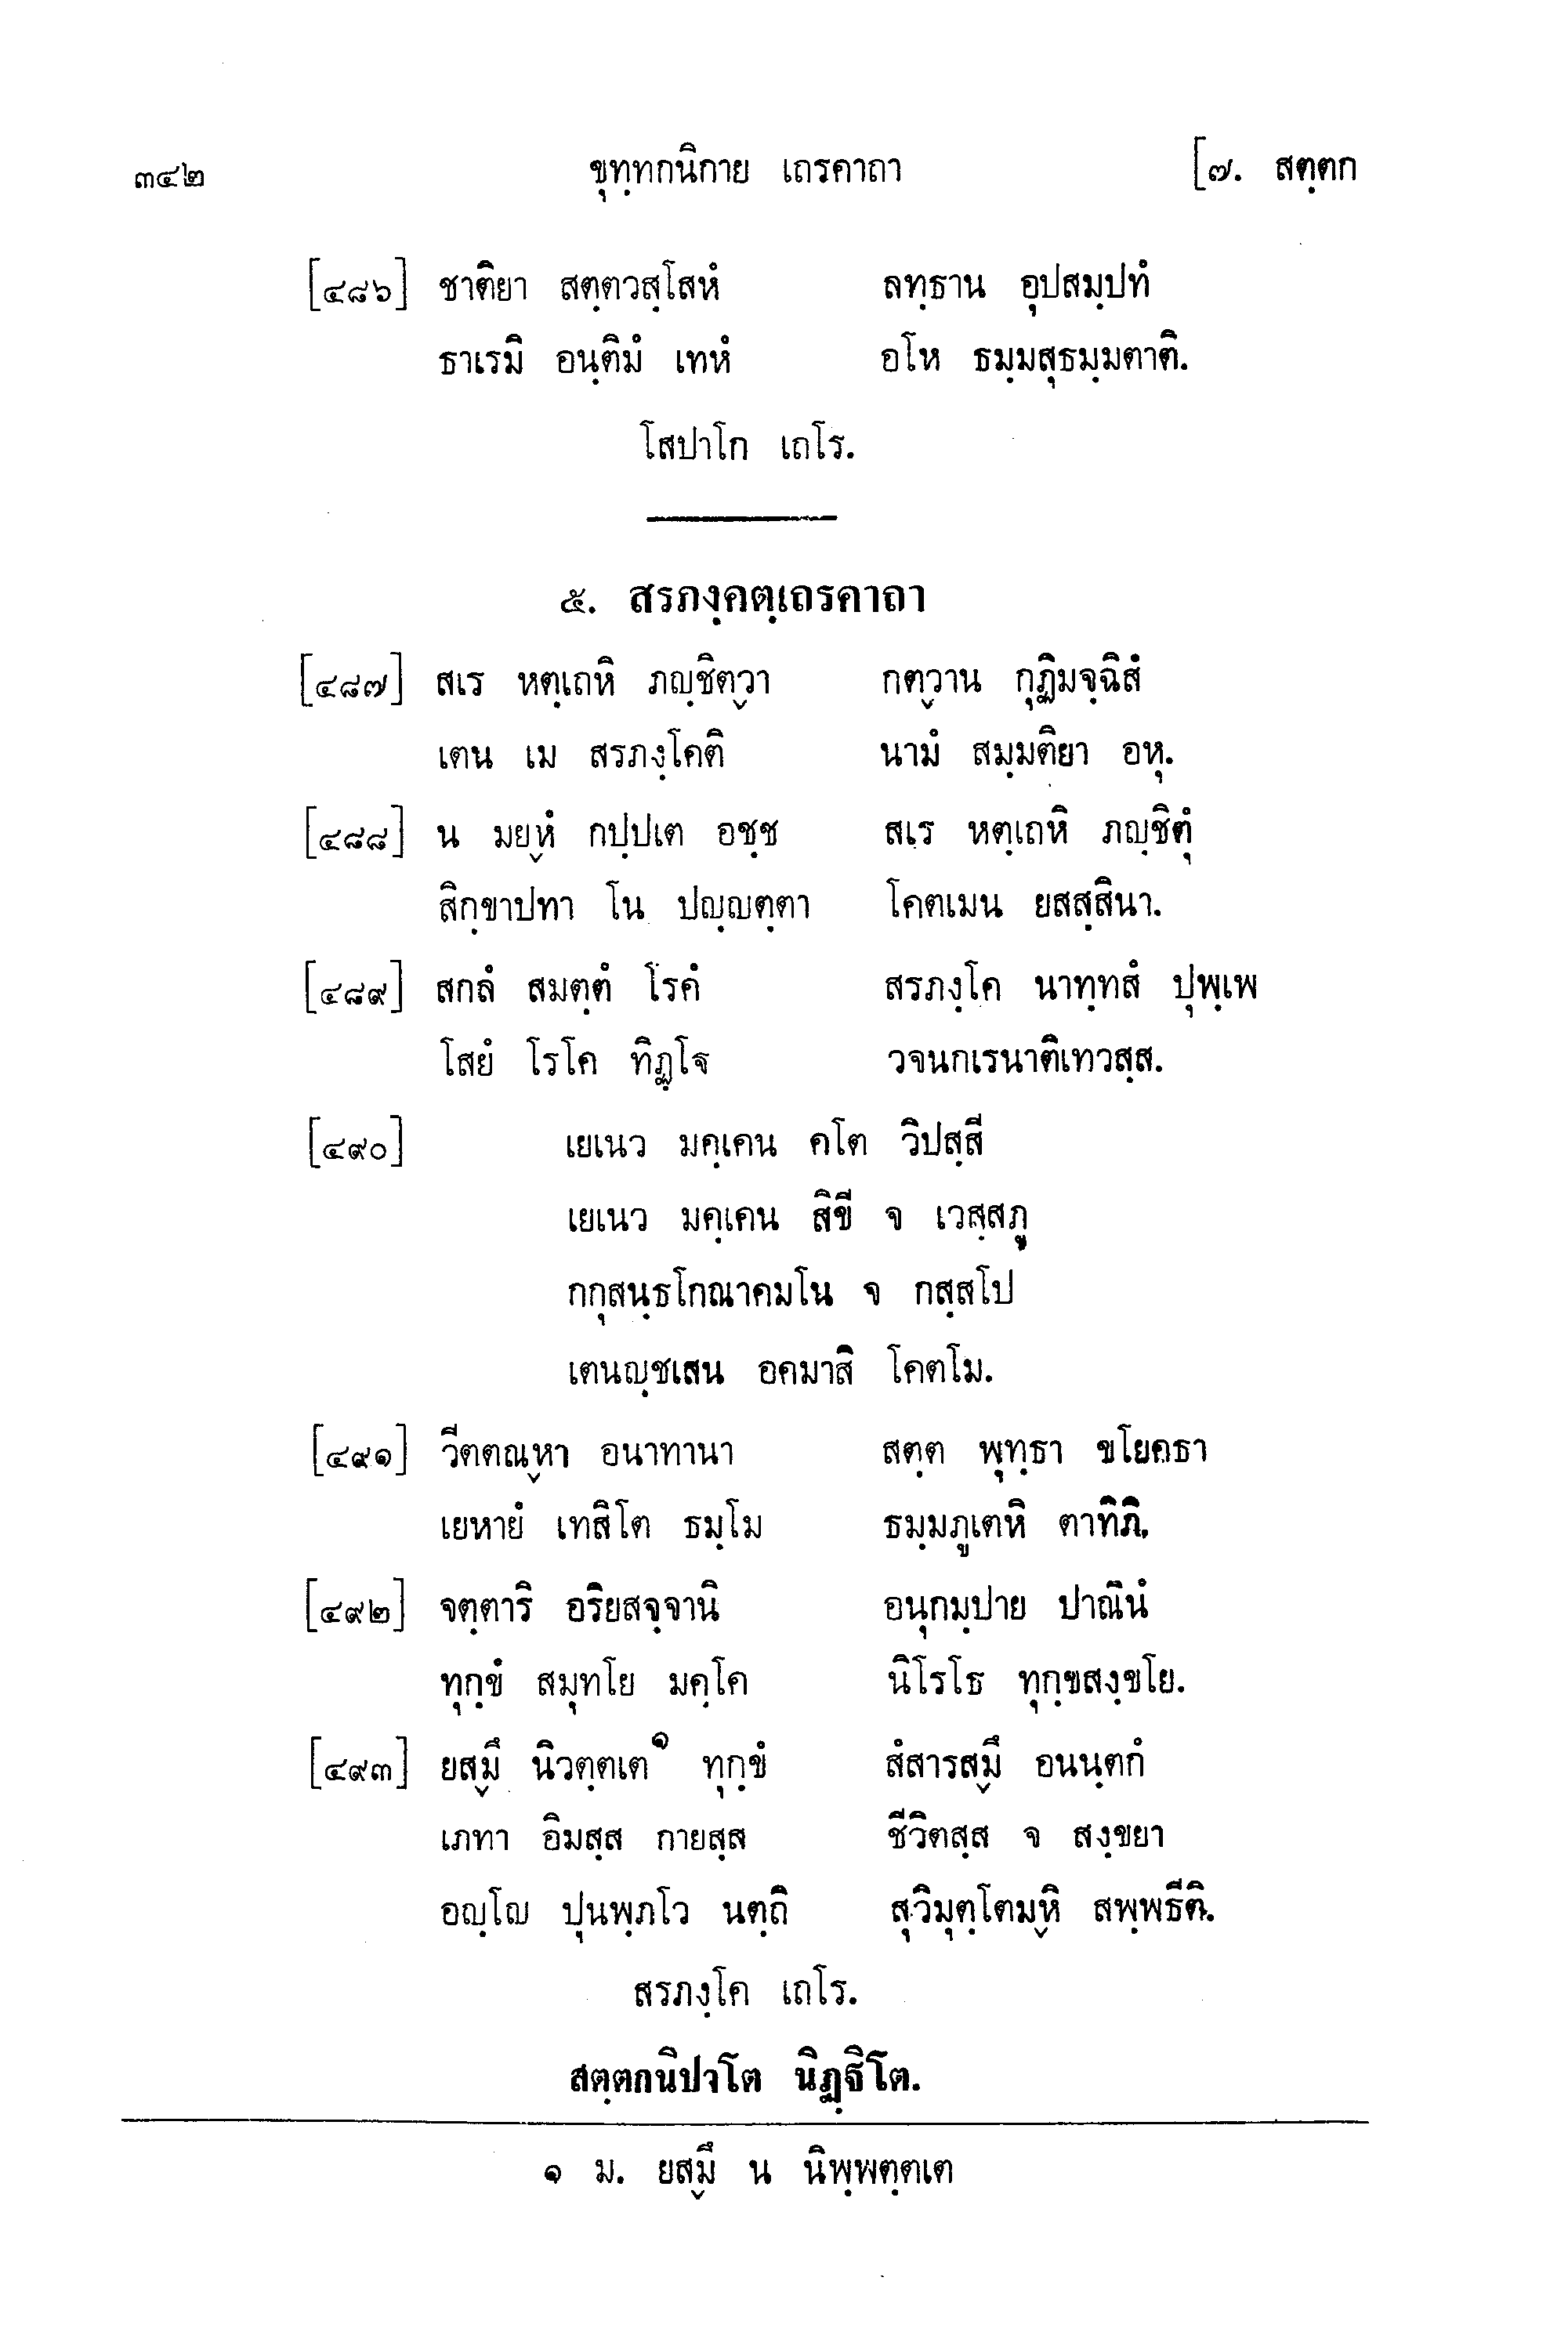 ๓๔๒ ขุทฺทกนิกาย เถรคาถา [๗. สตฺตก
[๔๘๖] ชาติยา สตฺตวสฺโสหํ ลทฺธาน อุปสมฺปทํ
ธาเรมิ อนฺติมํ เทหํ อโห ธมฺมสุธมฺมตาติ.
โสปาโก เถโร.
๕. สรภงฺคตฺเถรคาถา
[๔๘๗] สเร หตฺเถหิ ภญฺชิตฺวา กตฺวาน กุฏิมจฺฉิสํ
เตน เม สรภงฺโคติ นามํ สมฺมติยา อหุ.
[๔๘๘] น มยฺหํ กปฺปเต อชฺช สเร หตฺเถหิ ภญฺชิตุํ
สิกฺขาปทา โน ปญฺญตฺตา โคตเมน ยสสฺสินา.
[๔๘๙] สกลํ สมตฺตํ โรคํ สรภงฺโค นาทฺทสํ ปุพฺเพ
โสยํ โรโค ทิฏฺโฐ วจนกเรนาติเทวสฺส.
[๔๙๐] เยเนว มคฺเคน คโต วิปสฺสี
เยเนว มคฺเคน สิขี จ เวสฺสภู
กกุสนฺธโกณาคมโน จ กสฺสโป
เตนญฺชเสน อคมาสิ โคตโม.
[๔๙๑] วีตตณฺหา อนาทานา สตฺต พุทฺธา ขโยคธา
เยหายํ เทสิโต ธมฺโม ธมฺมภูเตหิ ตาทิภิ.
[๔๙๒] จตฺตาริ อริยสจฺจานิ อนุกมฺปาย ปาณินํ
ทุกฺขํ สมุทโย มคฺโค นิโรโธ ทุกฺขสงฺขโย.
[๔๙๓] ยสฺมึ นิวตฺตเต๑ ทุกฺขํ สํสารสฺมึ อนนฺตกํ
เภทา อิมสฺส กายสฺส ชีวิตสฺส จ สงฺขยา
อญฺโญ ปุนพฺภโว นตฺถิ สุวิมุตฺโตมฺหิ สพฺพธีติ.
สรภงฺโค เถโร.
สตฺตกนิปาโต นิฏฺฐิโต.
๑ ม. ยสฺมึ น นิพฺพตฺตเต